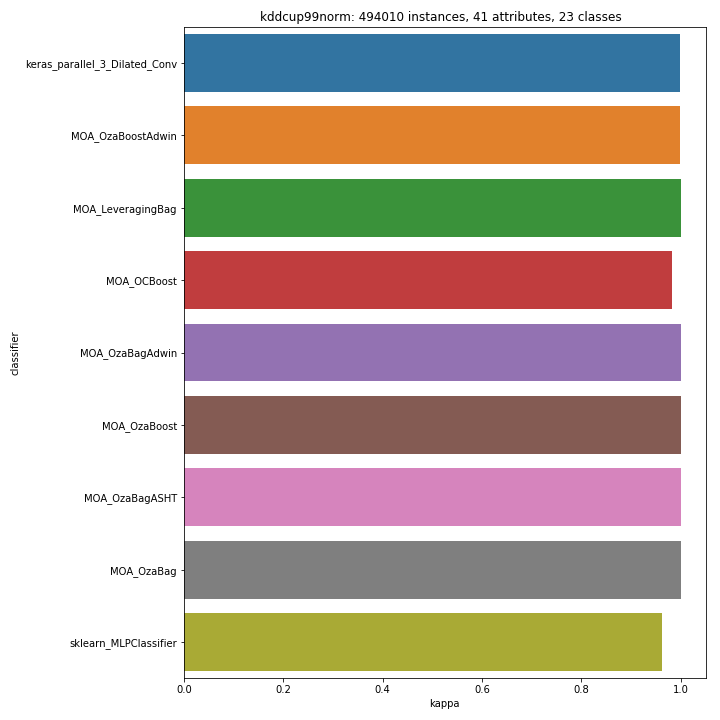 kddcup99norm: 494010 instances, 41 attributes, 23 classes
keras_parallel_3_Dilated_Conv
MOA_OzaBoostAdwin
MOA_LeveragingBag
MOA_OCBoost
classifier
MOA_OzaBagAdwin
MOA_OzaBoost
MOA_OzaBagASHT
MOA_OzaBag
sklearn_MLPClassifier
0.0 0.2 0.4 0.6 0.8 1.0
kappa